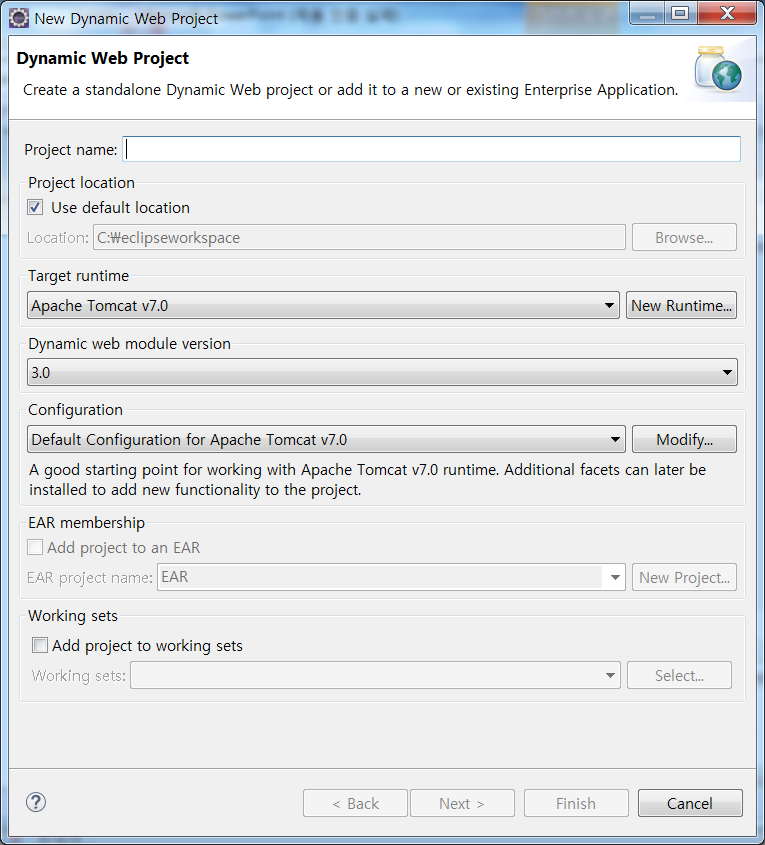 New Dynamic Web Project
Dynamic Web Project
Create a standalone Dynamic Web project or add it to a new or existing Enterprise Application.
Project name:
Project location
Use default location
Location: C:₩eclipseworkspace Browse...
Target runtime
Apache Tomcat v7.0 New Runtime...
Dynamic web module version
3.0
Configuration
Default Configuration for Apache Tomcat v7.0 Modify...
A good starting point for working with Apache Tomcat v7.0 runtime. Additional facets can later be
installed to add new functionality to the project.
EAR membership
Add project to an EAR
EAR project name: EAR New Project...
Working sets
Add project to working sets
Working sets: Select...
? < Back Next > Finish Cancel